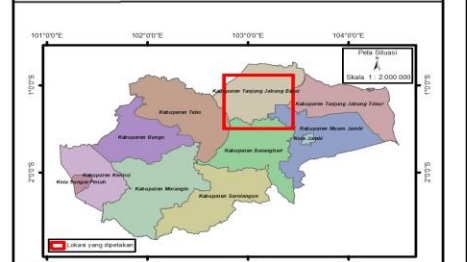 101°0'0"
102°0'0"
103°0'0"
104°0'0"
Peta Situasi
N
Skala 1 : 2.000.000
1°0'0"S
1°0'0"S
Kabupaten Tanjung Jabung Barat
Kabupaten Tanjung Jabung Timur
Kabupaten Tebo
Kabupaten Muaro Jambi
Kabupaten Bungo
Kota Jambi
Kabupaten Batanghari
2°0'0"S
2°0'0"S
Kabupaten Kerinci
Kota Sungai Penuh
Kabupaten Merangin
Kabupaten Sarolangun
Lokasi yang dipetakan